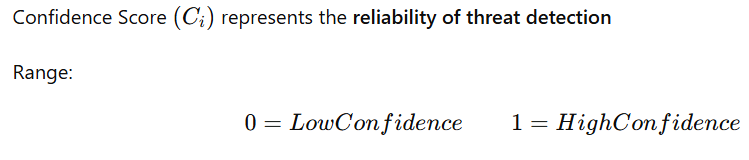 Confidence Score (Ci) represents the reliability of threat detection
Range:
0 = LowConfidence 1 = HighConfidence